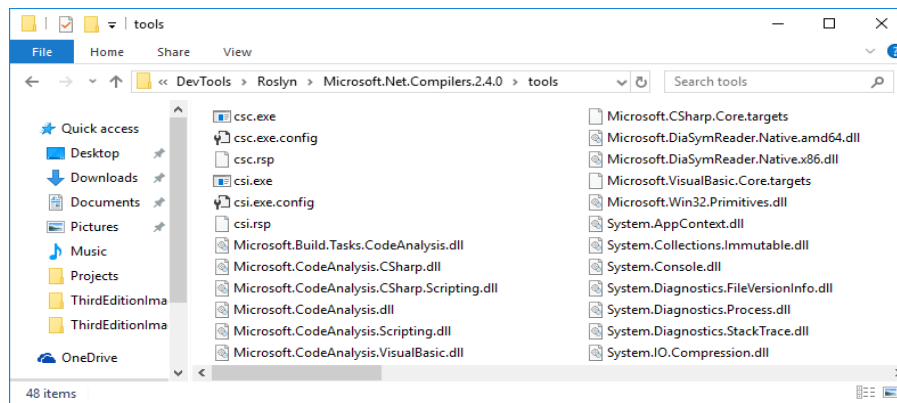 tools
File Home Share View
« DevTools > Roslyn > Microsoft.Net.Compilers.2.4.0 > tools Search tools
Quick access
Desktop
Downloads
Documents
Pictures
Music
Projects
ThirdEditionIma
ThirdEditionIma
OneDrive
csc.exe
csc.exe.config
csc.rsp
csi.exe
csi.exe.config
csi.rsp
Microsoft.Build.Tasks.CodeAnalysis.dll
Microsoft.CodeAnalysis.CSharp.dll
Microsoft.CodeAnalysis.CSharp.Scripting.dll
Microsoft.CodeAnalysis.dll
Microsoft.CodeAnalysis.Scripting.dll
Microsoft.CodeAnalysis.VisualBasic.dll
Microsoft.CSharp.Core.targets
Microsoft.DiaSymReader.Native.amd64.dll
Microsoft.DiaSymReader.Native.x86.dll
Microsoft.VisualBasic.Core.targets
Microsoft.Win32.Primitives.dll
System.AppContext.dll
System.Collections.Immutable.dll
System.Console.dll
System.Diagnostics.FileVersionInfo.dll
System.Diagnostics.Process.dll
System.Diagnostics.StackTrace.dll
System.IO.Compression.dll
48 items